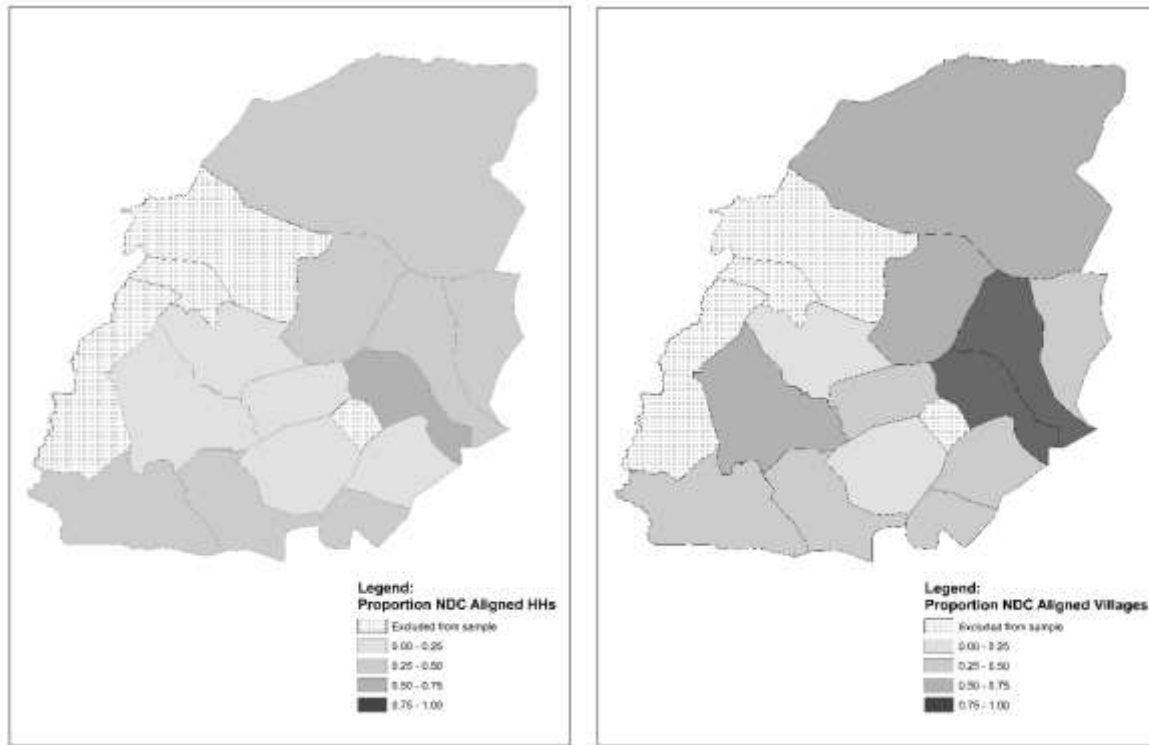 Legend:
Proportion NDC Aligned HHs
Excluded from sample
0.00 - 0.25
0.25 - 0.50
0.50 - 0.75
0.75 - 1.00
Legend:
Proportion NDC Aligned Villages
Excluded from sample
0.00 - 0.25
0.25 - 0.50
0.50 - 0.75
0.75 - 1.00